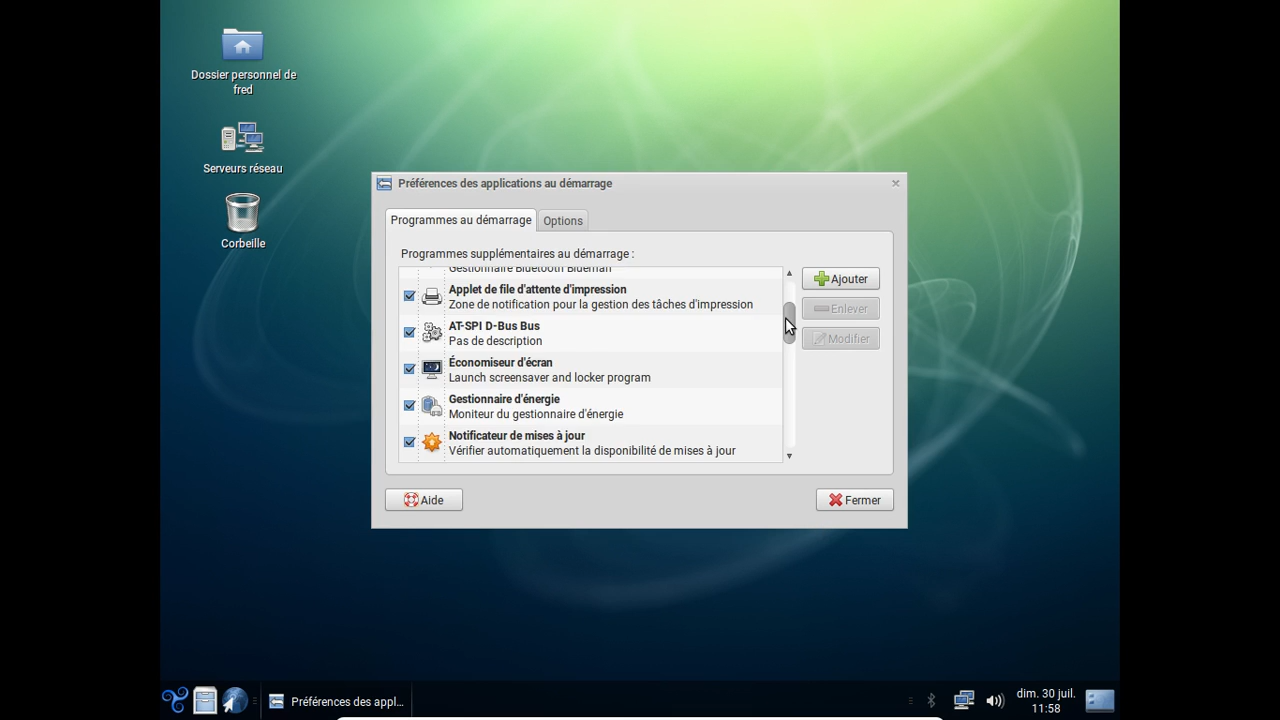 Dossier personnel de
fred
Serveurs réseau
Corbeille
Préférences des applications au démarrage
Programmes au démarrage
Options
Programmes supplémentaires au démarrage :
Gestionnaire Bluetooth Blueman
Applet de file d'attente d'impression
Zone de notification pour la gestion des tâches d'impression
AT-SPI D-Bus Bus
Pas de description
Économiseur d'écran
Launch screensaver and locker program
Gestionnaire d'énergie
Moniteur du gestionnaire d'énergie
Notificateur de mises à jour
Vérifier automatiquement la disponibilité de mises à jour
Ajouter
Enlever
Modifier
Aide
Fermer
Préférences des appl...
dim. 30 juil.
11:58